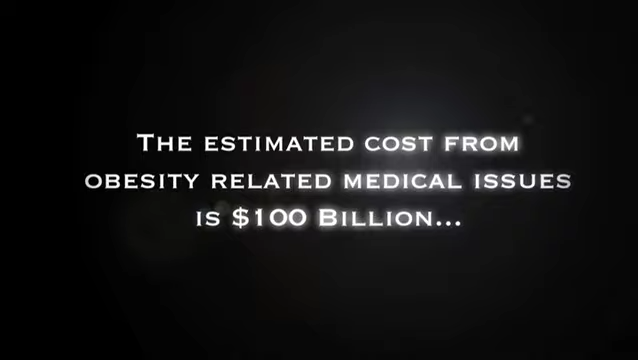 The estimated cost from
obesity related medical issues
is $100 Billion...